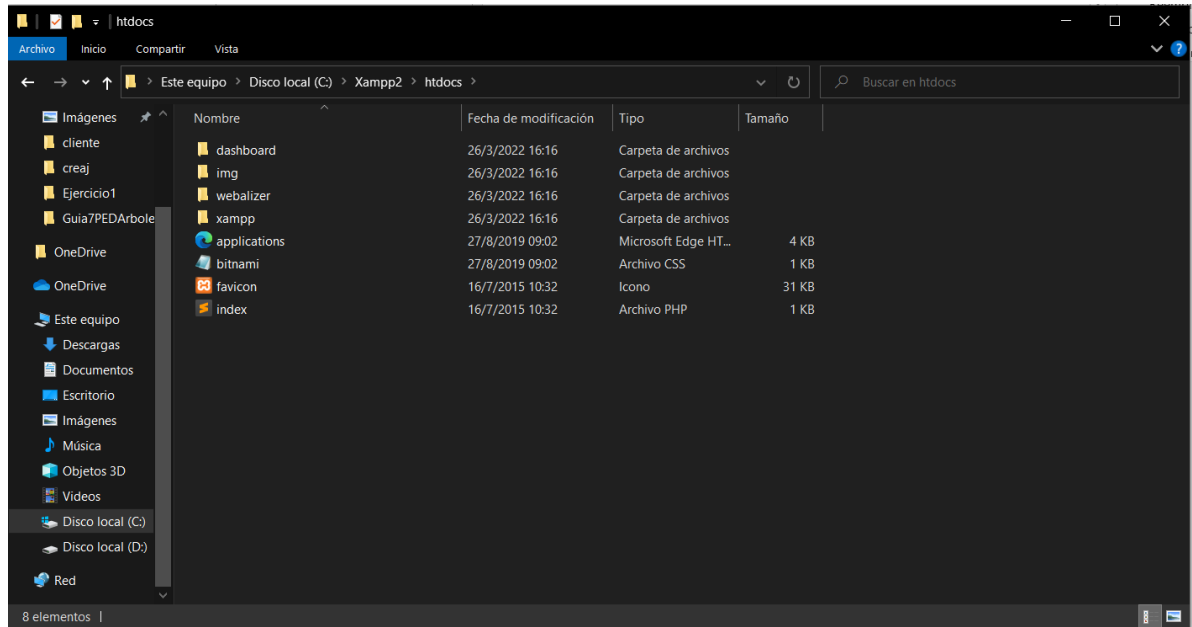 htdocs
Archivo Inicio Compartir Vista
Este equipo > Disco local (C:) > Xampp2 > htdocs >
Buscar en htdocs
Imágenes
cliente
creaj
Ejercicio1
Guia7PEDArbole
OneDrive
OneDrive
Este equipo
Descargas
Documentos
Escritorio
Imágenes
Música
Objetos 3D
Videos
Disco local (C:)
Disco local (D:)
Red
Nombre Fecha de modificación Tipo Tamaño
dashboard 26/3/2022 16:16 Carpeta de archivos
img 26/3/2022 16:16 Carpeta de archivos
webalizer 26/3/2022 16:16 Carpeta de archivos
xampp 26/3/2022 16:16 Carpeta de archivos
applications 27/8/2019 09:02 Microsoft Edge HT... 4 KB
bitnami 27/8/2019 09:02 Archivo CSS 1 KB
favicon 16/7/2015 10:32 Icono 31 KB
index 16/7/2015 10:32 Archivo PHP 1 KB
8 elementos